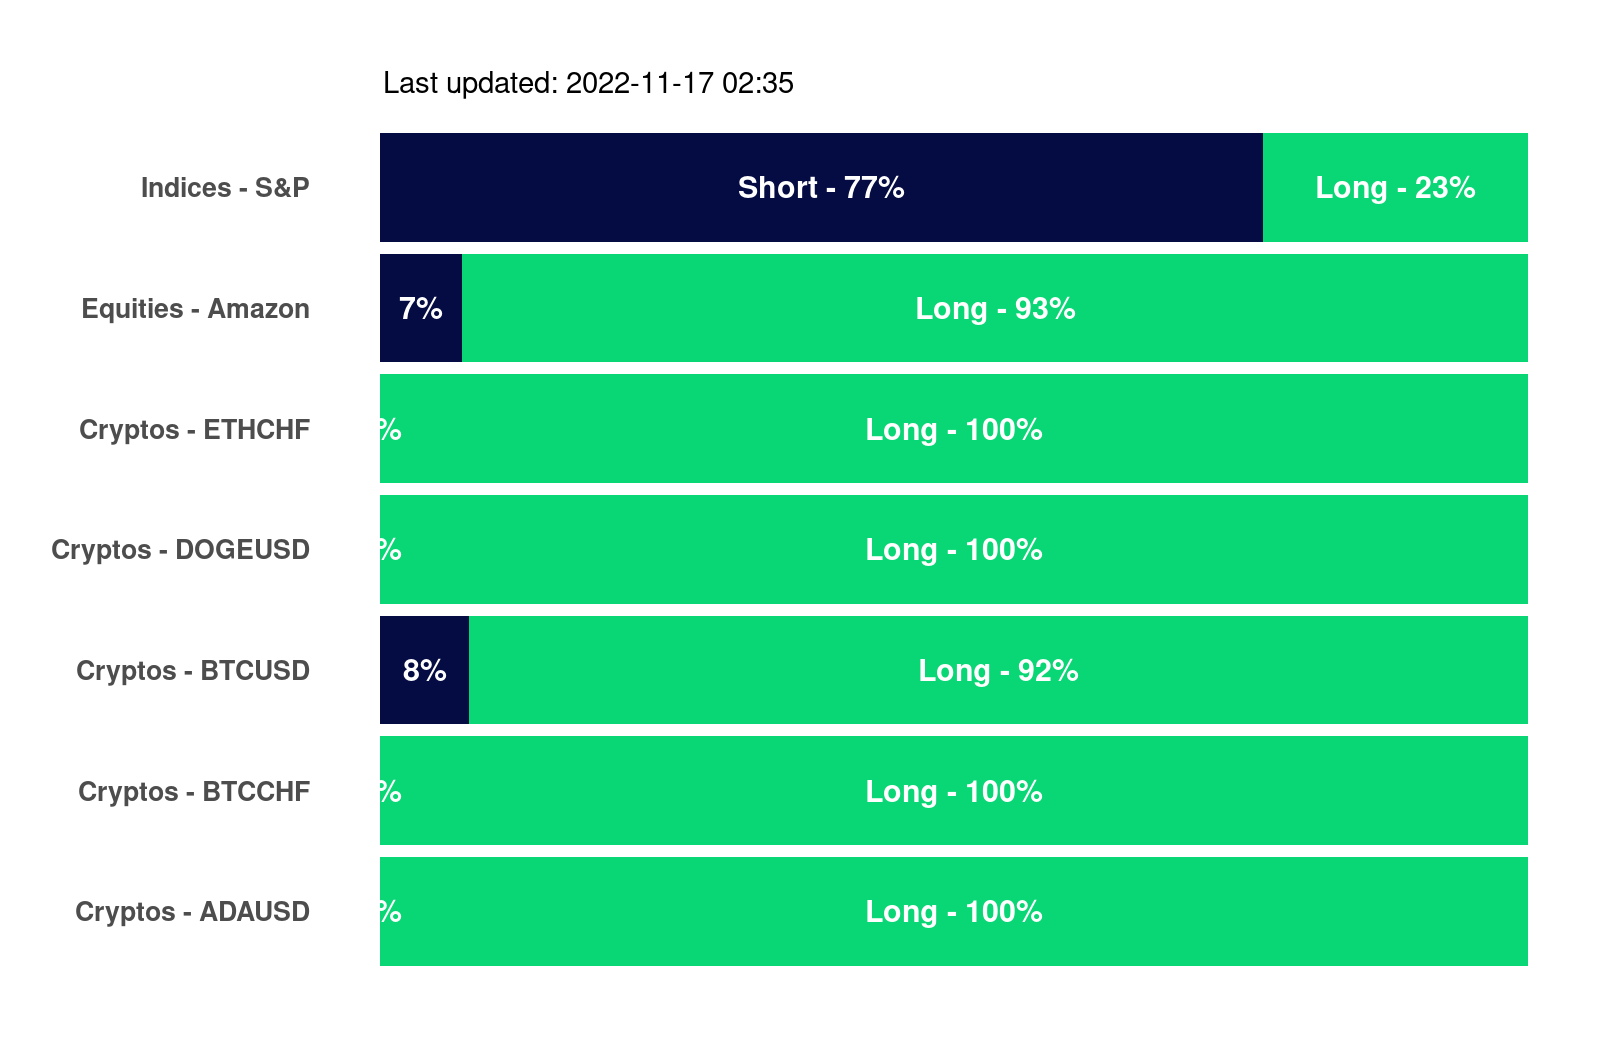 Last updated: 2022-11-17 02:35
Indices - S&P Short - 77% Long - 23%
Equities - Amazon 7% Long - 93%
Cryptos - ETHCHF % Long - 100%
Cryptos - DOGEUSD % Long - 100%
Cryptos - BTCUSD 8% Long - 92%
Cryptos - BTCCHF % Long - 100%
Cryptos - ADAUSD % Long - 100%